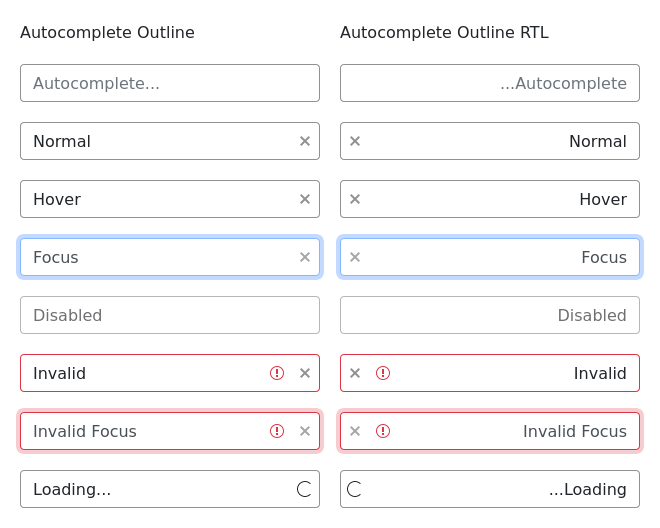 Autocomplete Outline
Autocomplete...
Normal
Hover
Focus
Disabled
Invalid
Invalid Focus
Loading...
Autocomplete Outline RTL
...Autocomplete
Normal
Hover
Focus
Disabled
Invalid
Invalid Focus
...Loading